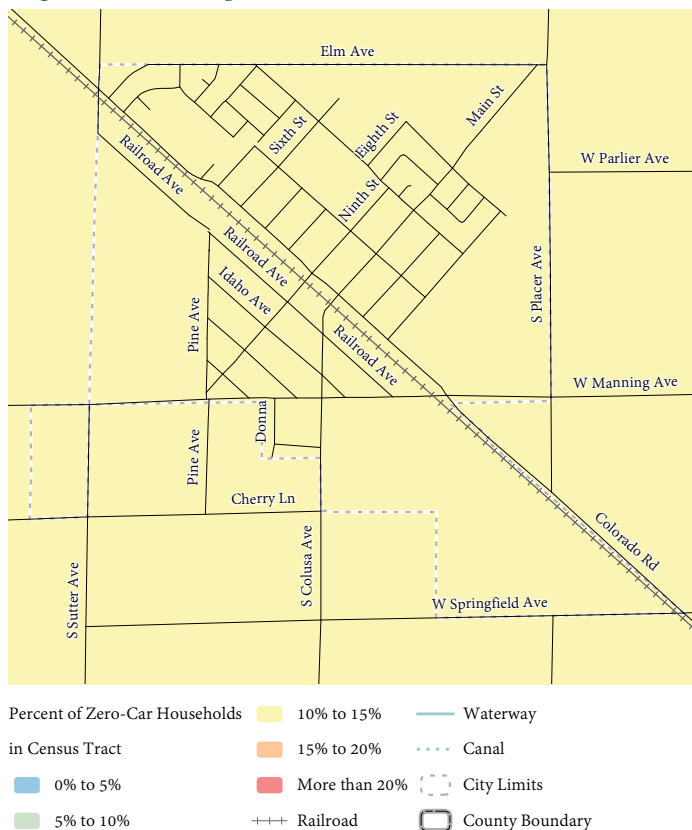 Elm Ave
Main St
Eighth St
Sixth St
W Parlier Ave
Railroad Ave
Ninth St
Railroad Ave
S Placer Ave
Idaho Ave
Pine Ave
Railroad Ave
W Manning Ave
Donna
Pine Ave
Cherry Ln
Colorado Rd
S Colusa Ave
S Sutter Ave
W Springfield Ave
Percent of Zero-Car Households
in Census Tract
0% to 5%
5% to 10%
10% to 15%
15% to 20%
More than 20%
Railroad
Waterway
Canal
City Limits
County Boundary